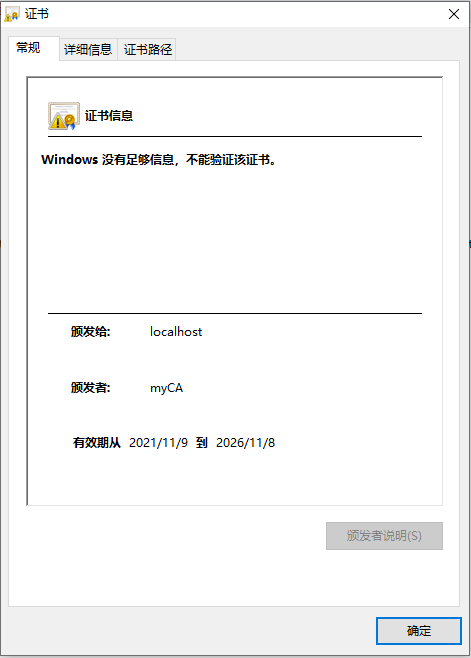 证书
常规 详细信息 证书路径
证书信息
Windows 没有足够信息，不能验证该证书。
颁发给: localhost
颁发者: myCA
有效期从 2021/11/9 到 2026/11/8
颁发者说明(S)
确定